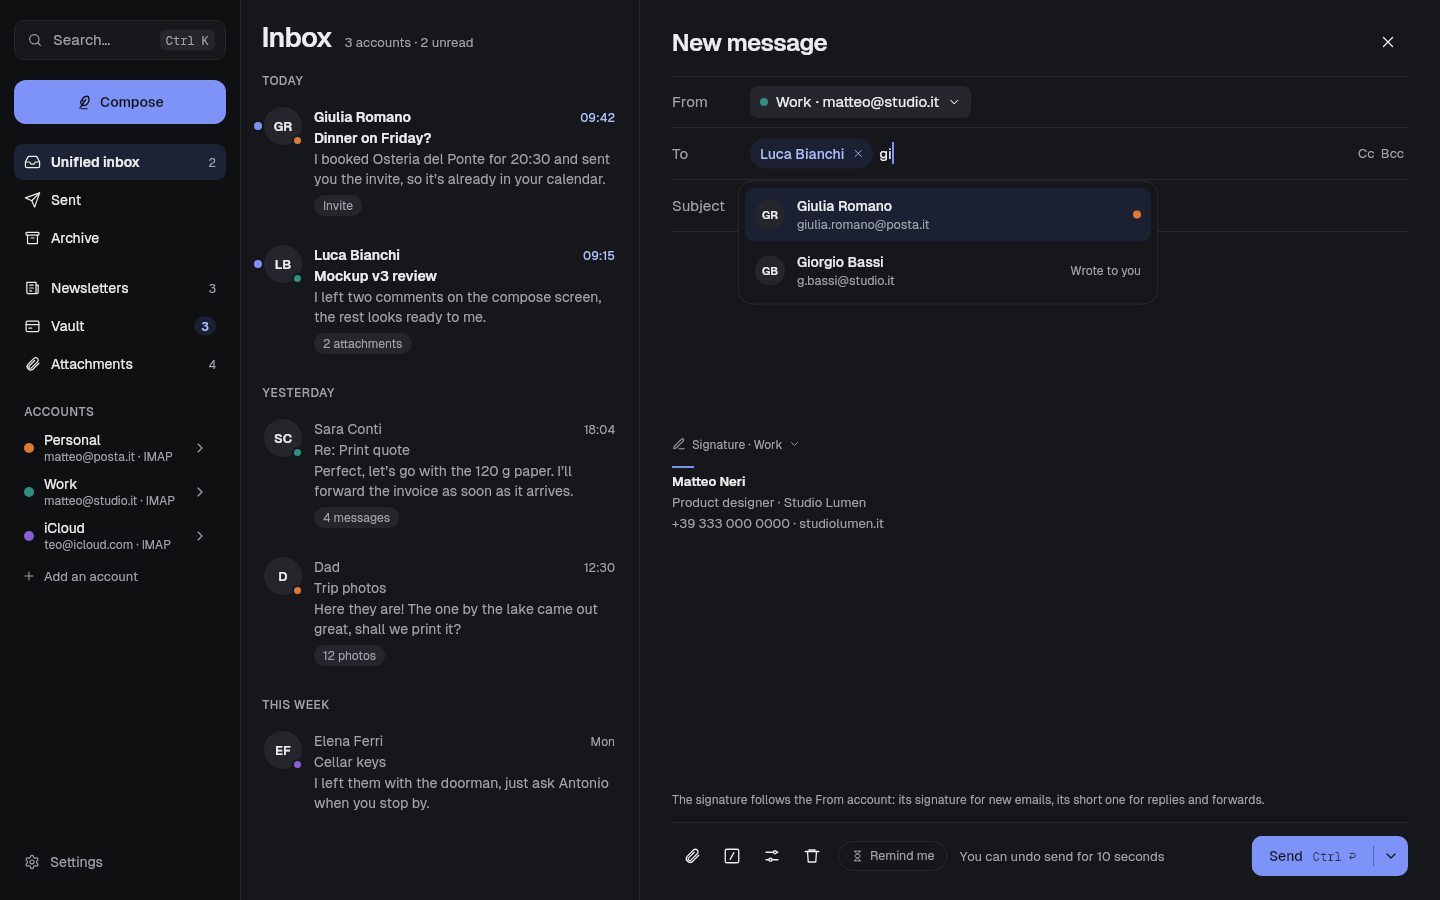 Search...
Ctrl K
Compose
Unified inbox
2
Sent
Archive
Newsletters
3
Vault
3
Attachments
4
ACCOUNTS
Personal
matteo@posta.it · IMAP
Work
matteo@studio.it · IMAP
iCloud
teo@icloud.com · IMAP
Add an account
Settings
Inbox
3 accounts · 2 unread
TODAY
GR
Giulia Romano
09:42
Dinner on Friday?
I booked Osteria del Ponte for 20:30 and sent
you the invite, so it’s already in your calendar.
Invite
LB
Luca Bianchi
09:15
Mockup v3 review
I left two comments on the compose screen,
the rest looks ready to me.
2 attachments
YESTERDAY
SC
Sara Conti
18:04
Re: Print quote
Perfect, let’s go with the 120 g paper. I’ll
forward the invoice as soon as it arrives.
4 messages
D
Dad
12:30
Trip photos
Here they are! The one by the lake came out
great, shall we print it?
12 photos
THIS WEEK
EF
Elena Ferri
Mon
Cellar keys
I left them with the doorman, just ask Antonio
when you stop by.
New message
From
Work · matteo@studio.it
To
Luca Bianchi
gi
Cc Bcc
Subject
GR
Giulia Romano
giulia.romano@posta.it
GB
Giorgio Bassi
g.bassi@studio.it
Wrote to you
Signature · Work
Matteo Neri
Product designer · Studio Lumen
+39 333 000 0000 · studiolumen.it
The signature follows the From account: its signature for new emails, its short one for replies and forwards.
Remind me
You can undo send for 10 seconds
Send Ctrl